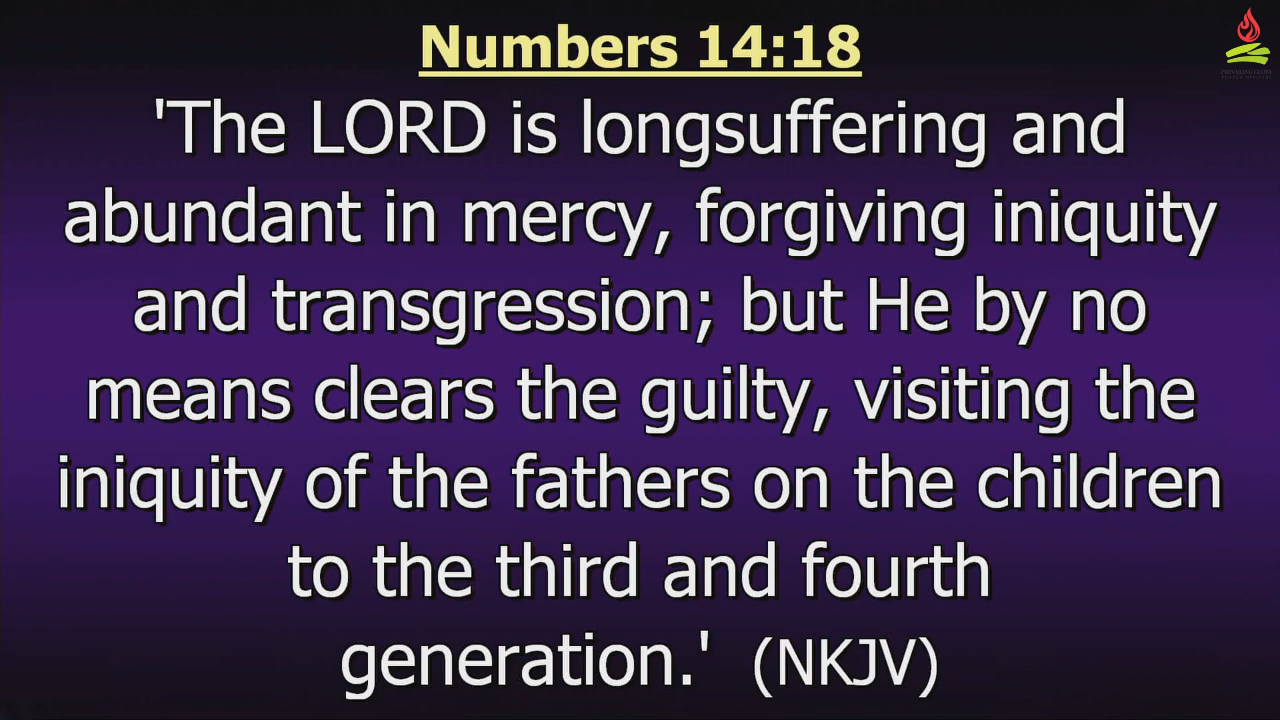 Numbers 14:18
'The LORD is longsuffering and
abundant in mercy, forgiving iniquity
and transgression; but He by no
means clears the guilty, visiting the
iniquity of the fathers on the children
to the third and fourth
generation.' (NKJV)